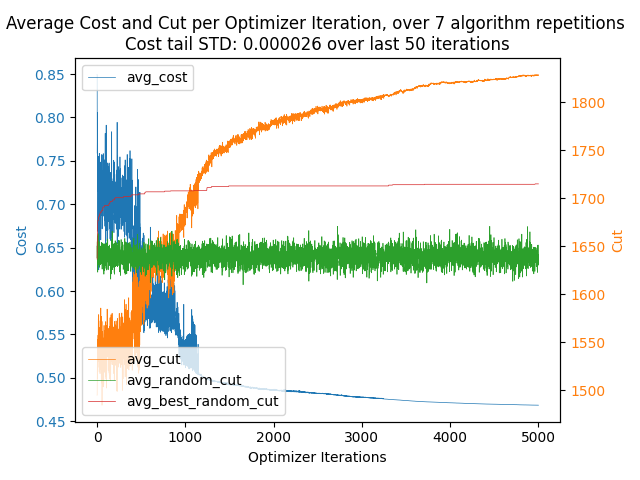 Average Cost and Cut per Optimizer Iteration, over 7 algorithm repetitions
Cost tail STD: 0.000026 over last 50 iterations
avg_cost
0.85
0.80
0.75
0.70
0.65
0.60
0.55
0.50
0.45
Cost
1800
1750
1700
1650
1600
1550
1500
Cut
avg_cut
avg_random_cut
avg_best_random_cut
0 1000 2000 3000 4000 5000
Optimizer Iterations